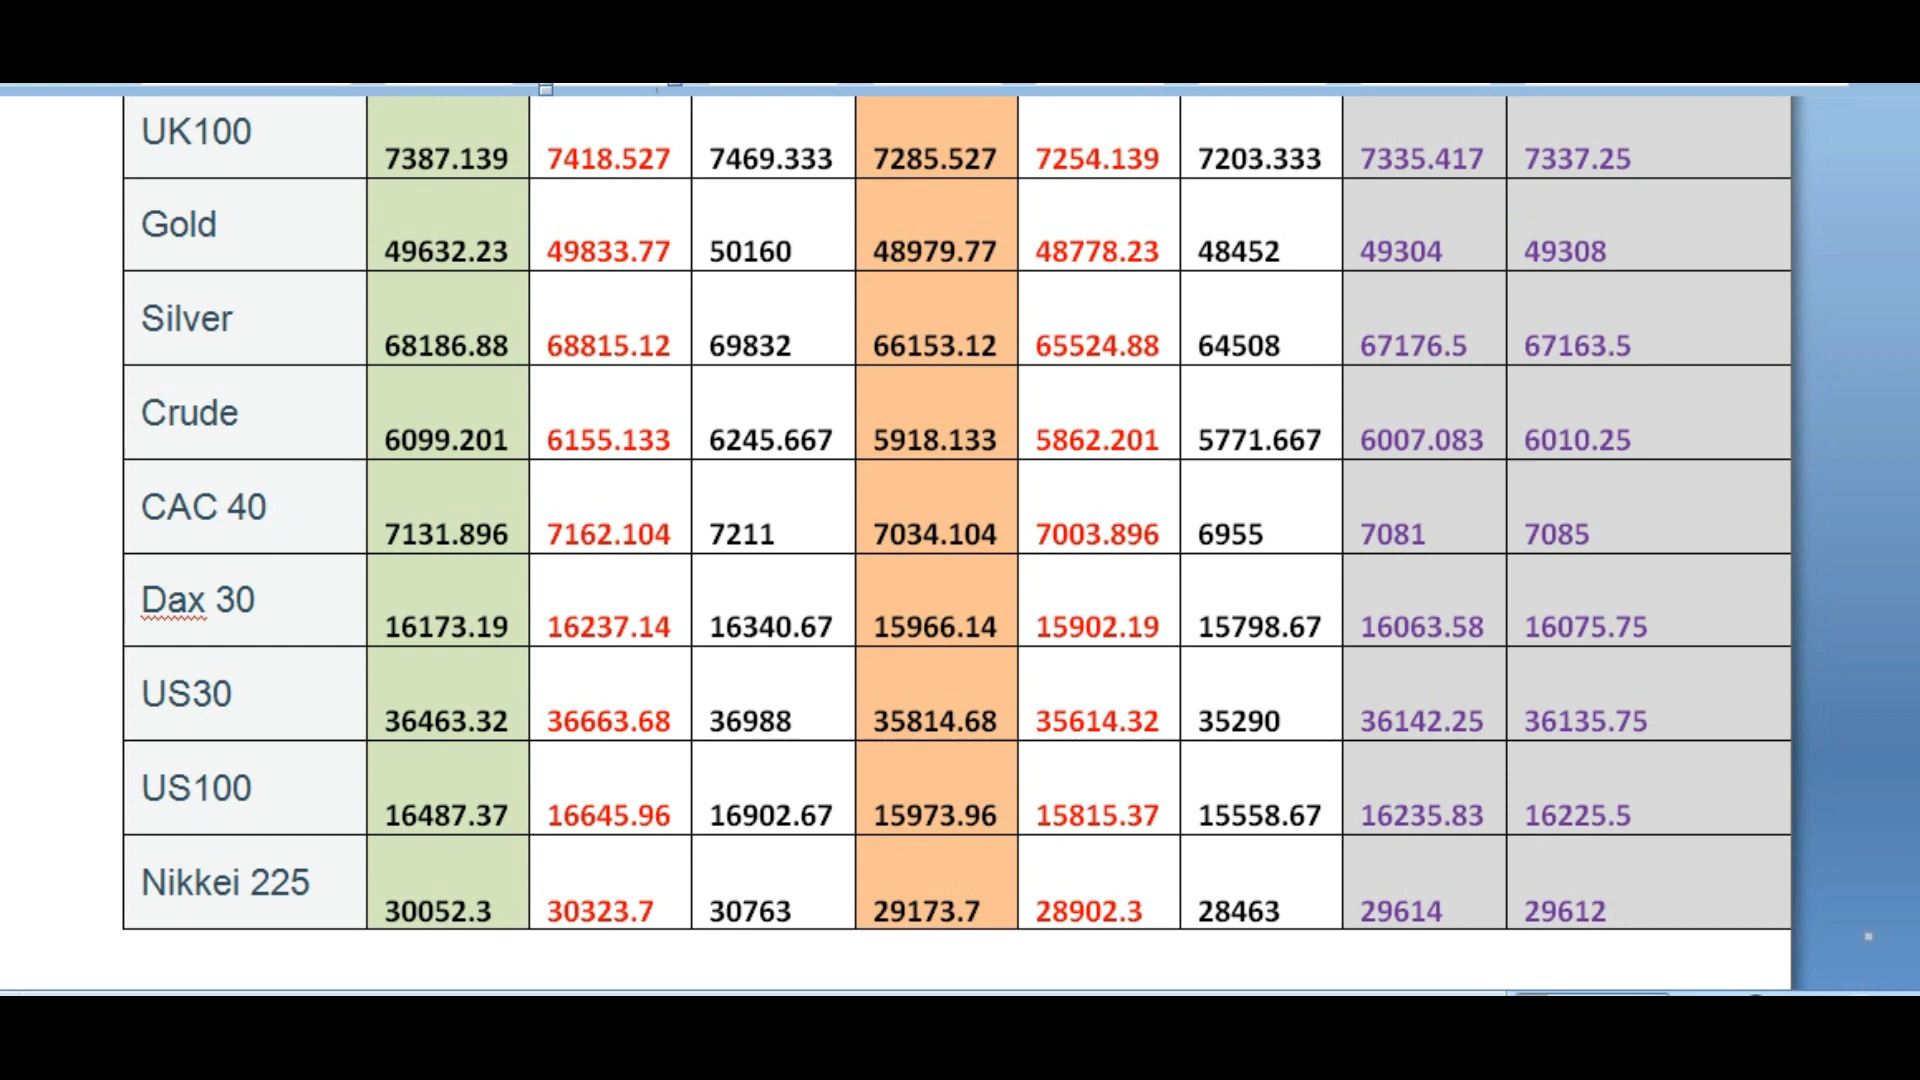 UK100 7387.139 7418.527 7469.333 7285.527 7254.139 7203.333 7335.417 7337.25
Gold 49632.23 49833.77 50160 48979.77 48778.23 48452 49304 49308
Silver 68186.88 68815.12 69832 66153.12 65524.88 64508 67176.5 67163.5
Crude 6099.201 6155.133 6245.667 5918.133 5862.201 5771.667 6007.083 6010.25
CAC 40 7131.896 7162.104 7211 7034.104 7003.896 6955 7081 7085
Dax 30 16173.19 16237.14 16340.67 15966.14 15902.19 15798.67 16063.58 16075.75
US30 36463.32 36663.68 36988 35814.68 35614.32 35290 36142.25 36135.75
US100 16487.37 16645.96 16902.67 15973.96 15815.37 15558.67 16235.83 16225.5
Nikkei 225 30052.3 30323.7 30763 29173.7 28902.3 28463 29614 29612